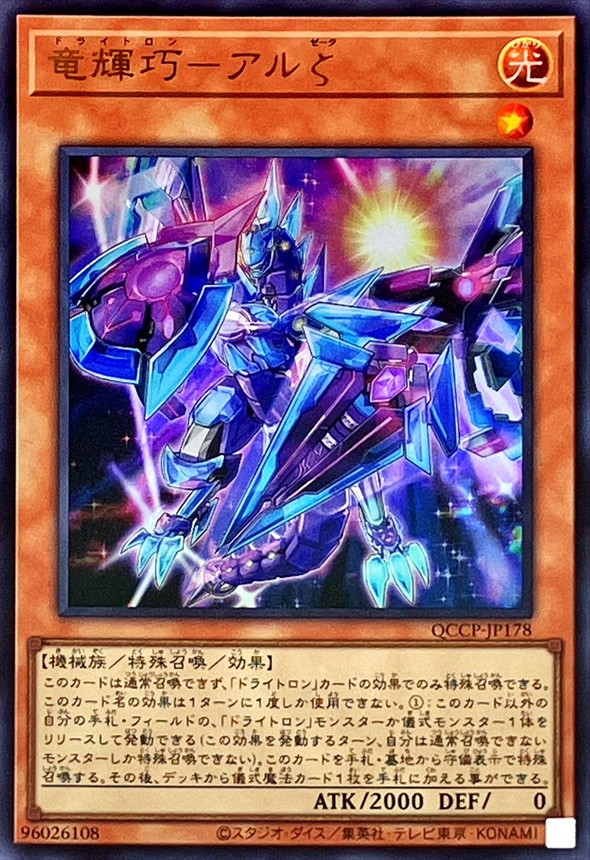 ドライトロン ゼータ
竜輝巧－アルζ
ひかり
光
QCCP-JP178
【機械族／特殊召喚／効果】
このカードは通常召喚できず、「ドライトロン」カードの効果でのみ特殊召喚できる。
このカード名の効果は１ターンに１度しか使用できない。①：このカード以外の
自分の手札・フィールドの、「ドライトロン」モンスターか儀式モンスター１体を
リリースして発動できる（この効果を発動するターン、自分は通常召喚できない
モンスターしか特殊召喚できない）。このカードを手札・墓地から守備表示で特殊
召喚する。その後、デッキから儀式魔法カード１枚を手札に加える事ができる。
ATK/2000 DEF/ 0
96026108 ©スタジオ・ダイス／集英社・テレビ東京・KONAMI